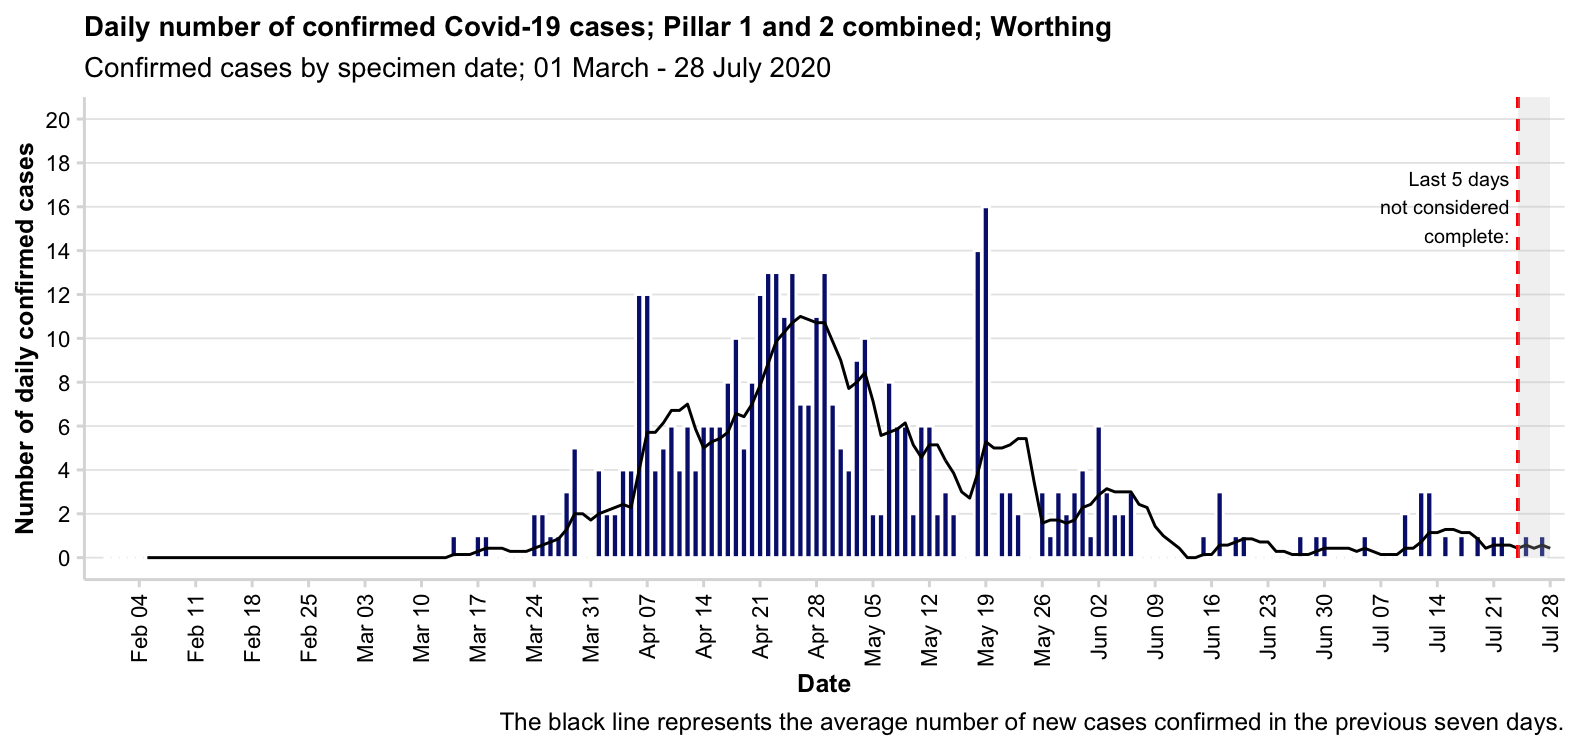 Daily number of confirmed Covid-19 cases; Pillar 1 and 2 combined; Worthing
Confirmed cases by specimen date; 01 March - 28 July 2020
Number of daily confirmed cases
20
18
16
14
12
10
8
6
4
2
0
Last 5 days
not considered
complete:
Feb 04
Feb 11
Feb 18
Feb 25
Mar 03
Mar 10
Mar 17
Mar 24
Mar 31
Apr 07
Apr 14
Apr 21
Apr 28
May 05
May 12
May 19
May 26
Jun 02
Jun 09
Jun 16
Jun 23
Jun 30
Jul 07
Jul 14
Jul 21
Jul 28
Date
The black line represents the average number of new cases confirmed in the previous seven days.